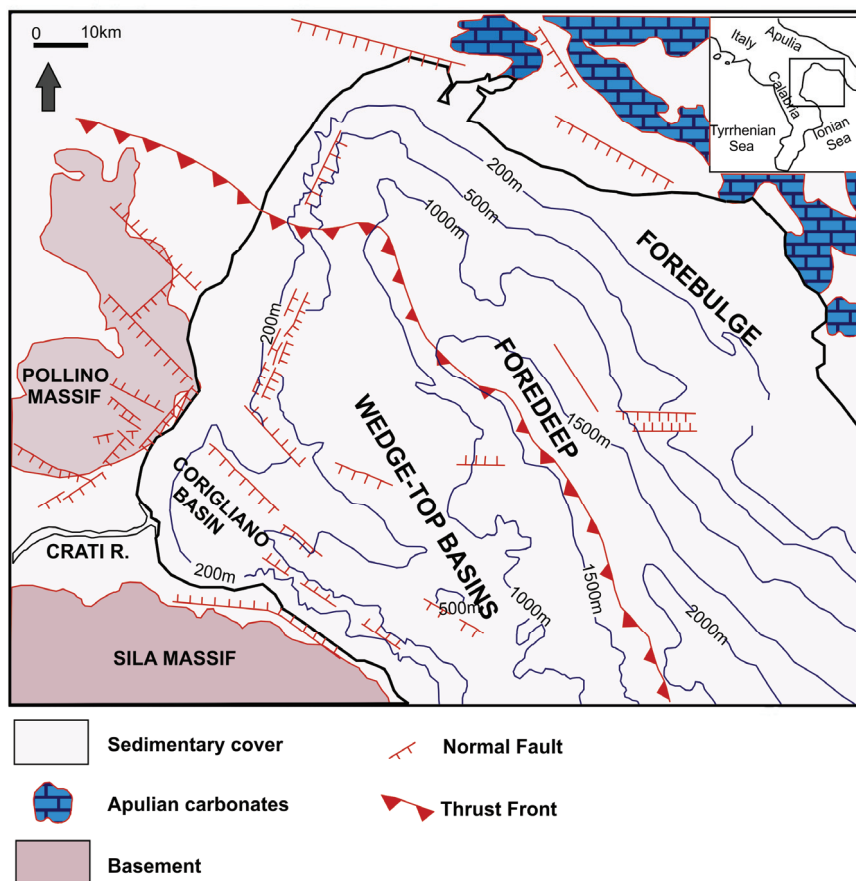 0 10km
Italy
Apulia
Calabria
Tyrrhenian
Sea
Ionian
Sea
200m
500m
1000m
FOREBULGE
200m
POLLINO
MASSIF
FOREDEEP
1500m
WEDGE-TOP BASINS
CORIGLIANO
BASIN
CRATI R.
200m
500m
1000m
1500m
2000m
SILA MASSIF
Sedimentary cover
Normal Fault
Apulian carbonates
Thrust Front
Basement